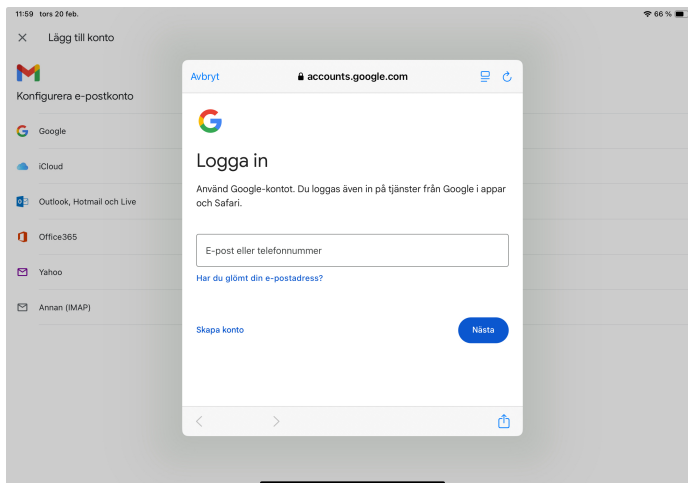 11:59 tors 20 feb.
66 %
Lägg till konto
Konfigurera e-postkonto
Google
iCloud
Outlook, Hotmail och Live
Office365
Yahoo
Annan (IMAP)
Avbryt
accounts.google.com
Logga in
Använd Google-kontot. Du loggas även in på tjänster från Google i appar
och Safari.
E-post eller telefonnummer
Har du glömt din e-postadress?
Skapa konto
Nästa